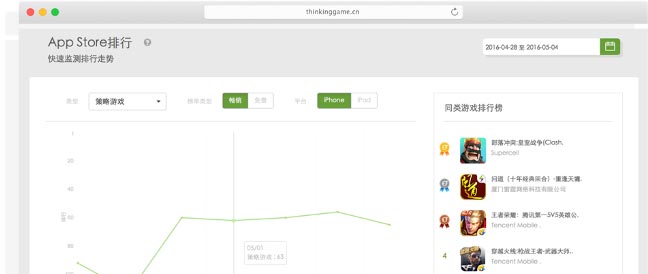 thinkinggame.cn
App Store排行
?
快速监测排行走势
2016-04-28 至 2016-05-04
类型
策略游戏
榜单类型
畅销
免费
平台
iPhone
iPad
同类游戏排行榜
1
20
40
60
80
100
排行
05/01
策略游戏 : 63
部落冲突:皇室战争(Clash,
Supercell
问道（十年经典回合）-重逢天墉.
厦门雷霆网络科技有限公司
王者荣耀：腾讯第一5V5英雄公.
Tencent Mobile .
4
穿越火线:枪战王者-武器大师..
Tencent Mobile .